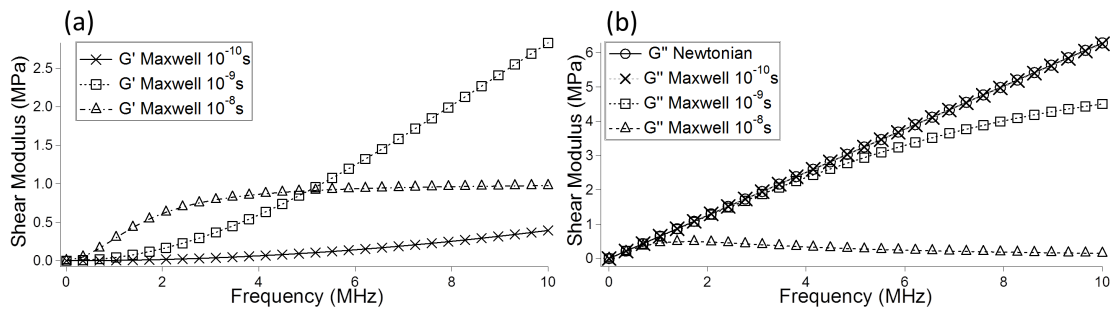 (a)
G' Maxwell 10⁻¹⁰s
G' Maxwell 10⁻⁹s
G' Maxwell 10⁻⁸s
Shear Modulus (MPa)
2.5
2.0
1.5
1.0
0.5
0.0
0 2 4 6 8 10
Frequency (MHz)
(b)
G'' Newtonian
G'' Maxwell 10⁻¹⁰s
G'' Maxwell 10⁻⁹s
G'' Maxwell 10⁻⁸s
Shear Modulus (MPa)
6
5
4
3
2
1
0
0 2 4 6 8 10
Frequency (MHz)